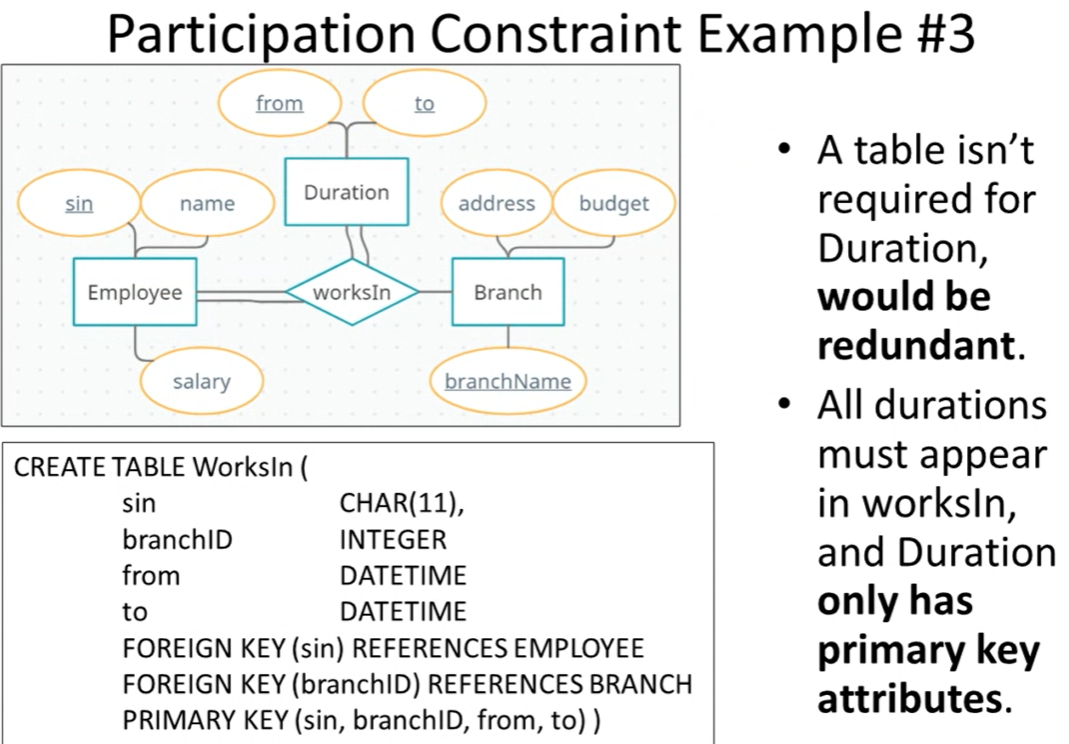 Participation Constraint Example #3
from
to
Duration
sin
name
address
budget
Employee
worksIn
Branch
salary
branchName
• A table isn’t
required for
Duration,
would be
redundant.
• All durations
must appear
in worksIn,
and Duration
only has
primary key
attributes.
CREATE TABLE WorksIn (
sin CHAR(11),
branchID INTEGER
from DATETIME
to DATETIME
FOREIGN KEY (sin) REFERENCES EMPLOYEE
FOREIGN KEY (branchID) REFERENCES BRANCH
PRIMARY KEY (sin, branchID, from, to) )